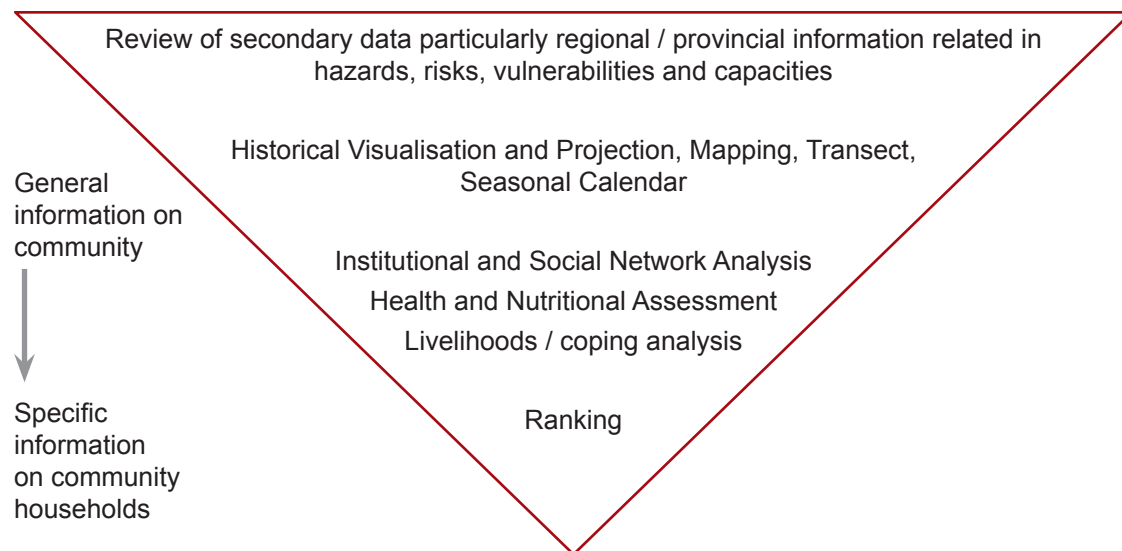 Review of secondary data particularly regional / provincial information related in
hazards, risks, vulnerabilities and capacities
Historical Visualisation and Projection, Mapping, Transect,
Seasonal Calendar
General
information on
community
Institutional and Social Network Analysis
Health and Nutritional Assessment
Livelihoods / coping analysis
Ranking
Specific
information
on community
households